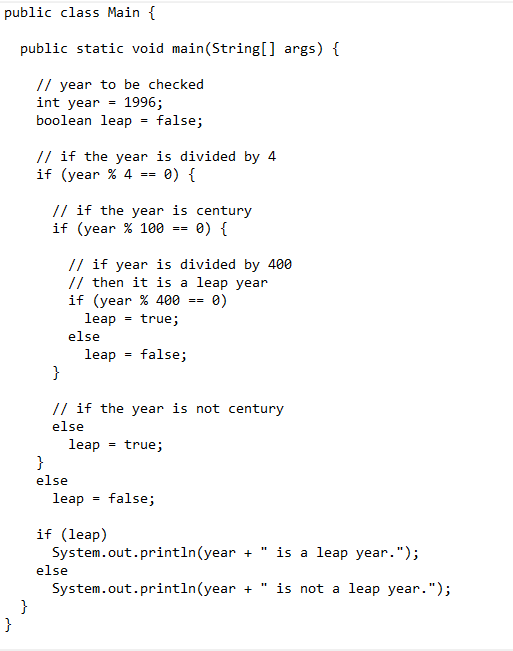 public class Main {
  public static void main(String[] args) {
    // year to be checked
    int year = 1996;
    boolean leap = false;
    // if the year is divided by 4
    if (year % 4 == 0) {
      // if the year is century
      if (year % 100 == 0) {
        // if year is divided by 400
        // then it is a leap year
        if (year % 400 == 0)
          leap = true;
        else
          leap = false;
      }
      // if the year is not century
      else
        leap = true;
    }
    else
      leap = false;
    if (leap)
      System.out.println(year + " is a leap year.");
    else
      System.out.println(year + " is not a leap year.");
  }
}